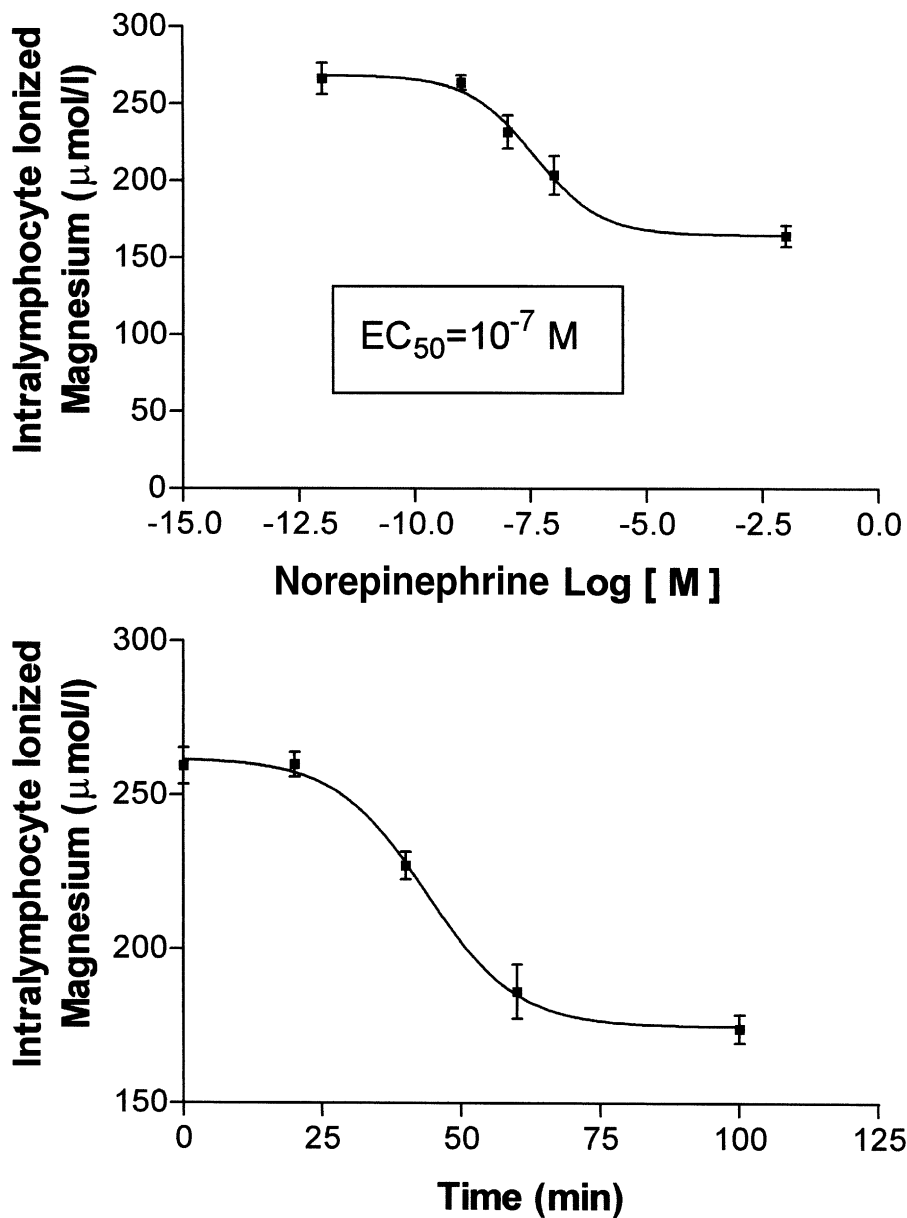 Intralymphocyte Ionized
Magnesium (μmol/l)
300
250
200
150
100
50
0
EC50=10-7 M
-15.0 -12.5 -10.0 -7.5 -5.0 -2.5 0.0
Norepinephrine Log [ M ]
Intralymphocyte Ionized
Magnesium (μmol/l)
300
250
200
150
0 25 50 75 100 125
Time (min)